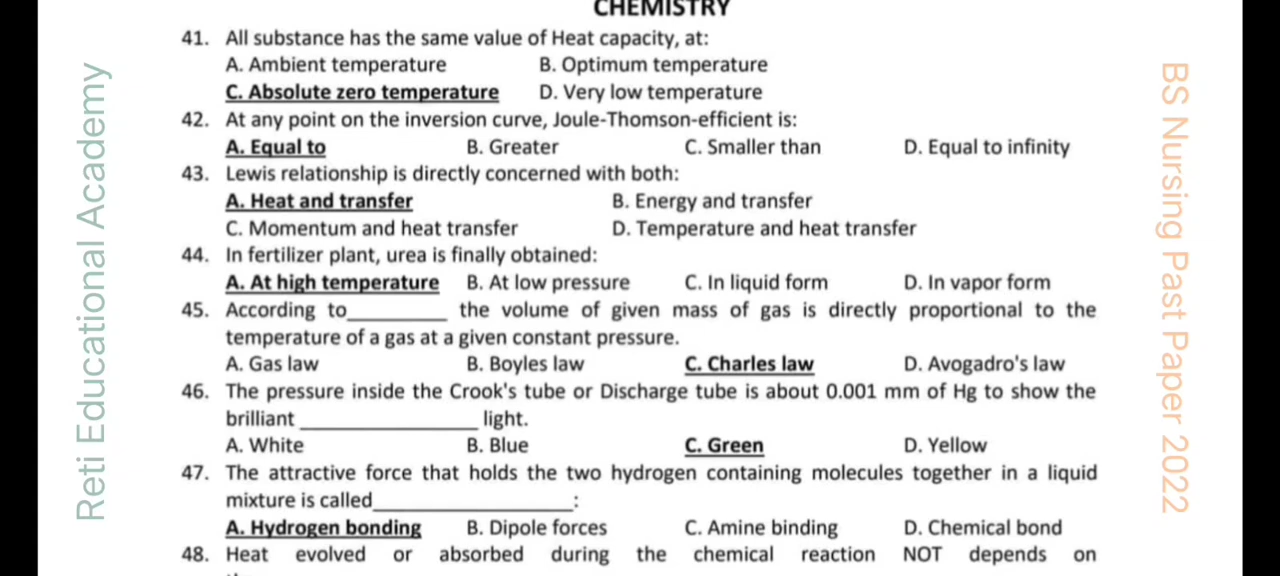 CHEMISTRY
41. All substance has the same value of Heat capacity, at:
A. Ambient temperature B. Optimum temperature
C. Absolute zero temperature D. Very low temperature
42. At any point on the inversion curve, Joule-Thomson-efficient is:
A. Equal to B. Greater C. Smaller than D. Equal to infinity
43. Lewis relationship is directly concerned with both:
A. Heat and transfer B. Energy and transfer
C. Momentum and heat transfer D. Temperature and heat transfer
44. In fertilizer plant, urea is finally obtained:
A. At high temperature B. At low pressure C. In liquid form D. In vapor form
45. According to_________ the volume of given mass of gas is directly proportional to the
temperature of a gas at a given constant pressure.
A. Gas law B. Boyles law C. Charles law D. Avogadro's law
46. The pressure inside the Crook's tube or Discharge tube is about 0.001 mm of Hg to show the
brilliant ________________ light.
A. White B. Blue C. Green D. Yellow
47. The attractive force that holds the two hydrogen containing molecules together in a liquid
mixture is called__________________:
A. Hydrogen bonding B. Dipole forces C. Amine binding D. Chemical bond
48. Heat evolved or absorbed during the chemical reaction NOT depends on
Reti Educational Academy
BS Nursing Past Paper 2022